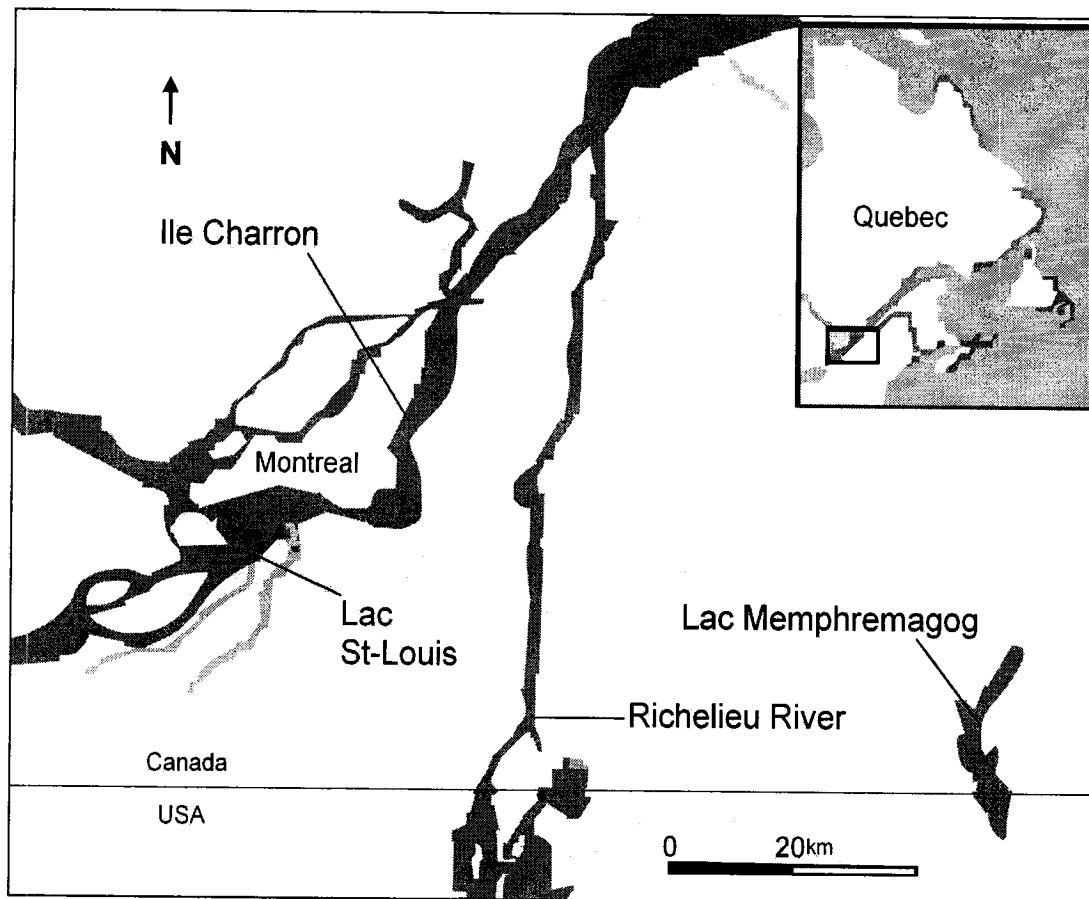 N
Ile Charron
Quebec
Montreal
Lac
St-Louis
Lac Memphremagog
Richelieu River
Canada
USA
0 20km